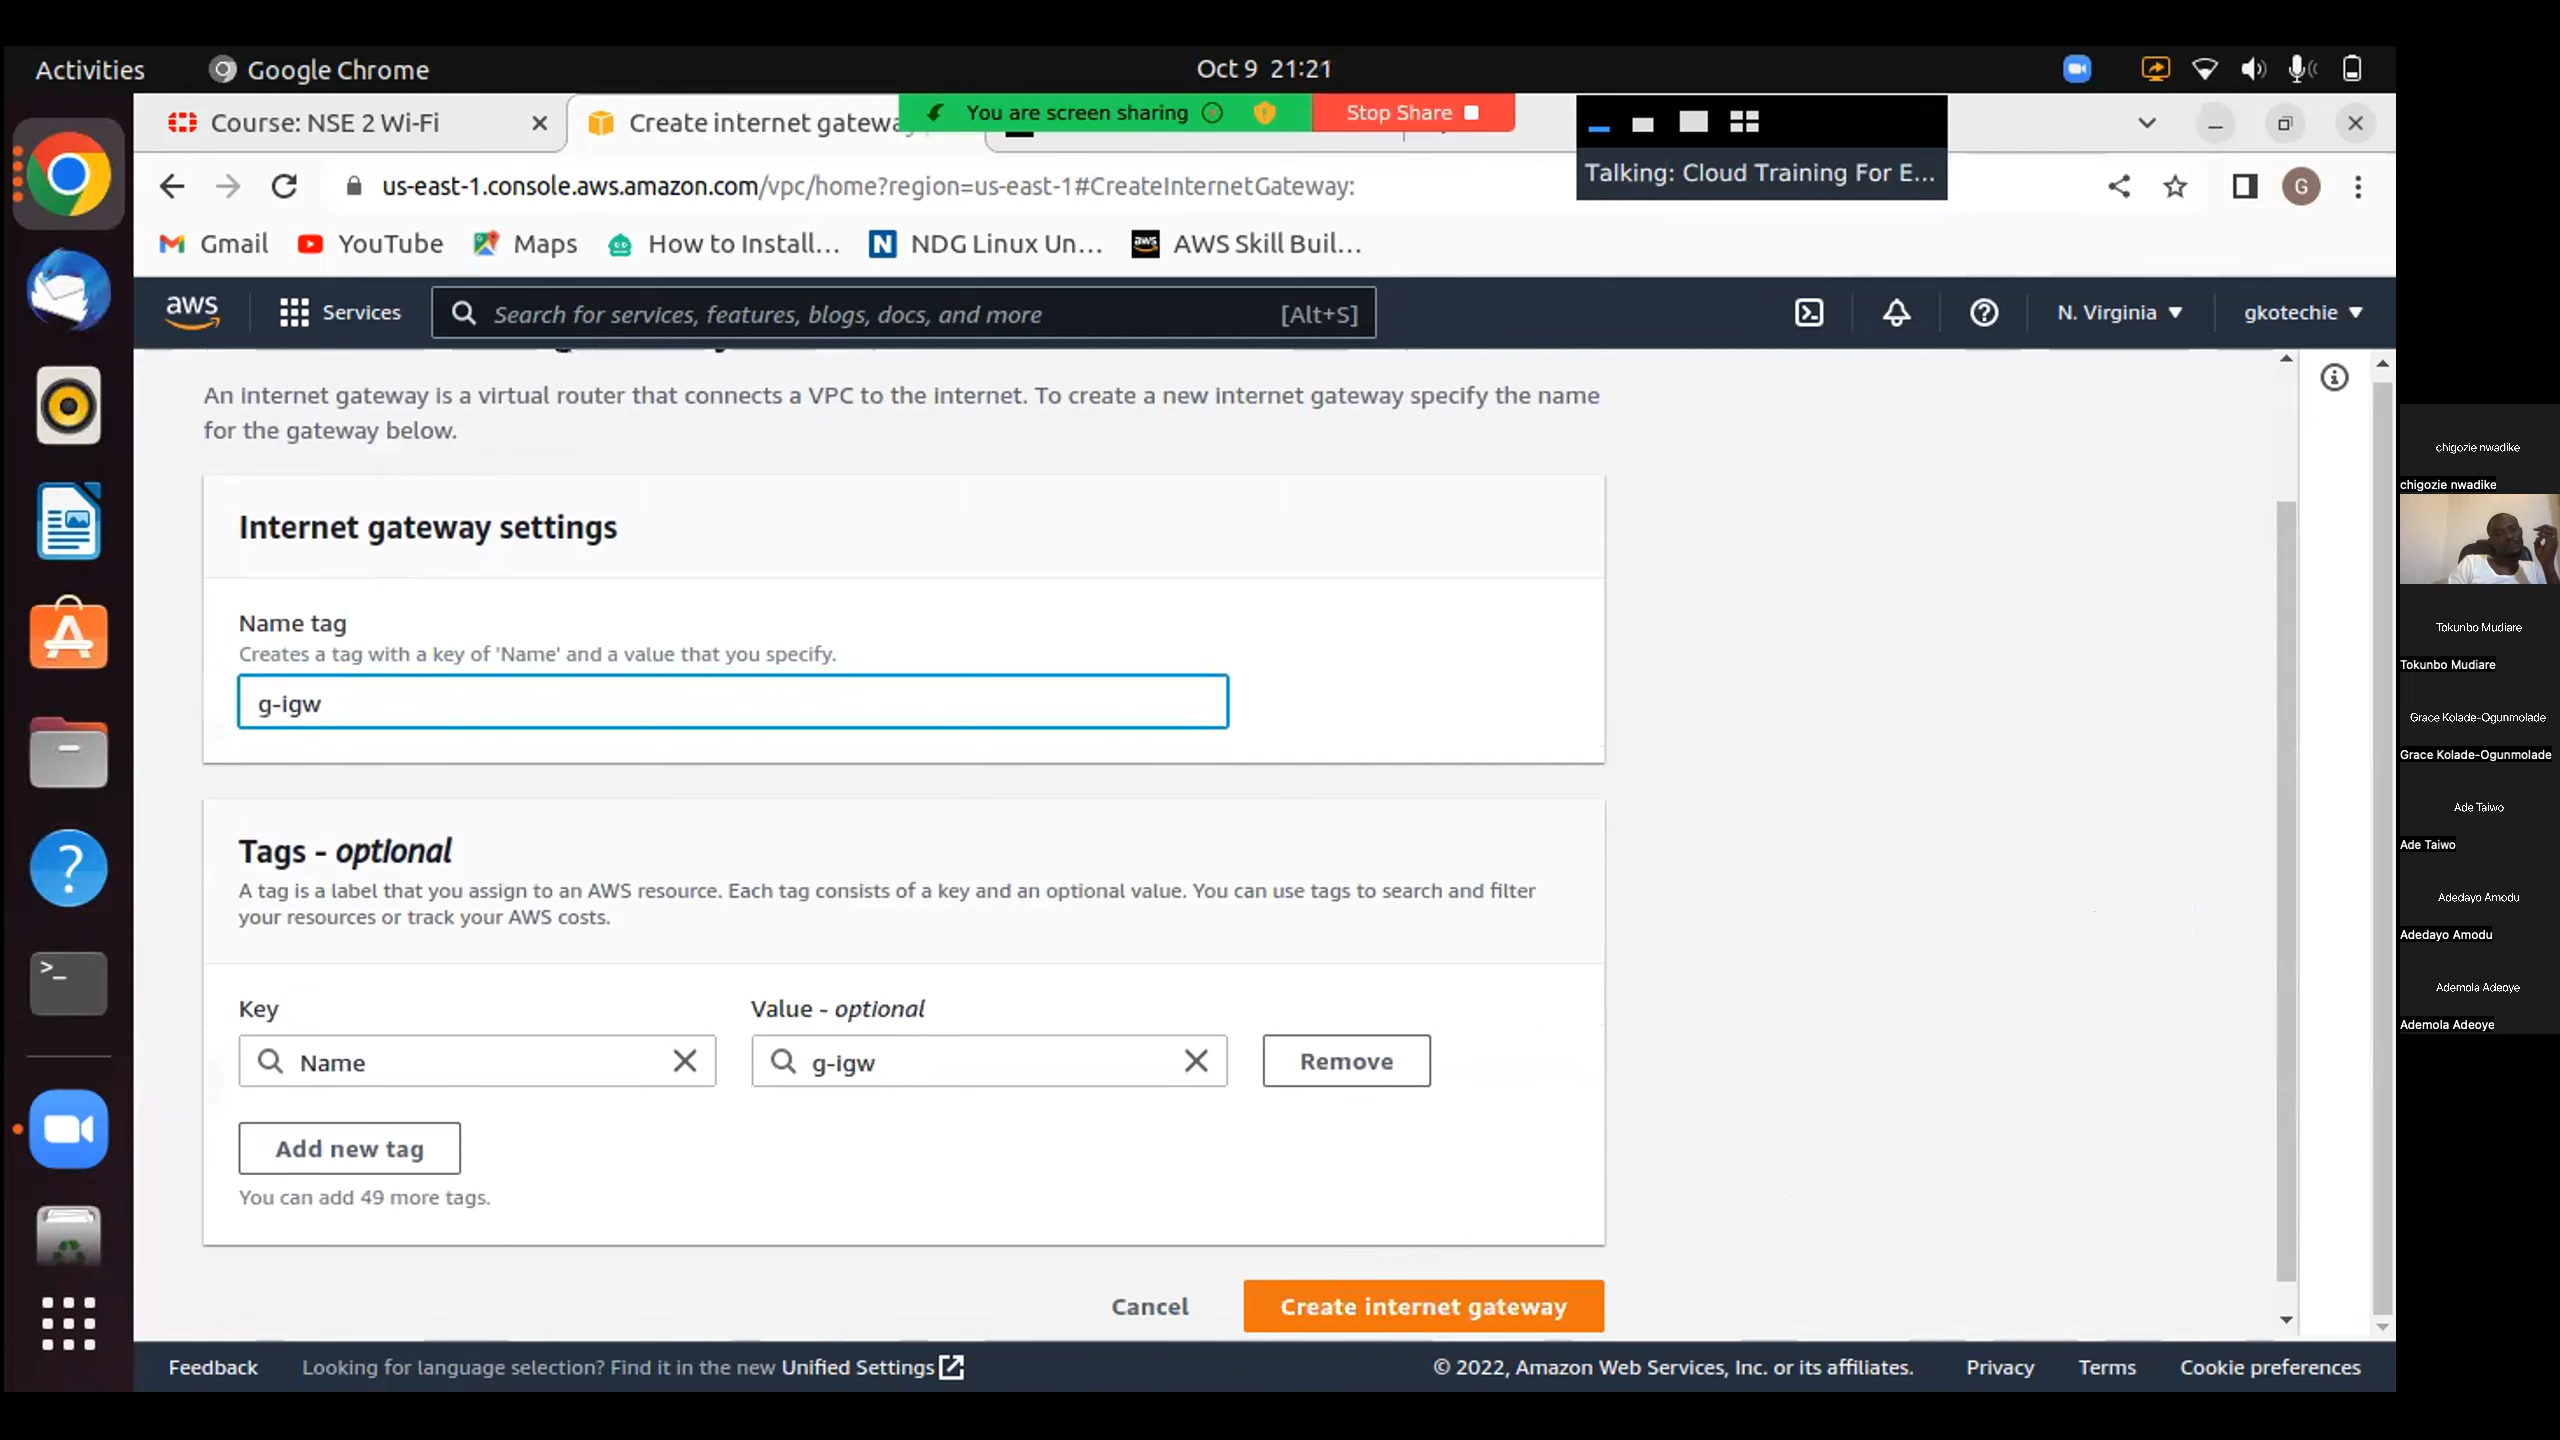 Activities
Google Chrome
Oct 9 21:21
Course: NSE 2 Wi-Fi
Create internet gatewa
You are screen sharing
Stop Share
Talking: Cloud Training For E...
us-east-1.console.aws.amazon.com/vpc/home?region=us-east-1#CreateInternetGateway:
G
Gmail
YouTube
Maps
How to Install...
N
NDG Linux Un...
aws
AWS Skill Buil...
aws
Services
Search for services, features, blogs, docs, and more
[Alt+S]
N. Virginia
gkotechie
An internet gateway is a virtual router that connects a VPC to the internet. To create a new internet gateway specify the name
for the gateway below.
Internet gateway settings
Name tag
Creates a tag with a key of 'Name' and a value that you specify.
g-igw
Tags - optional
A tag is a label that you assign to an AWS resource. Each tag consists of a key and an optional value. You can use tags to search and filter
your resources or track your AWS costs.
Key
Value - optional
Name
g-igw
Remove
Add new tag
You can add 49 more tags.
Cancel
Create internet gateway
Feedback
Looking for language selection? Find it in the new Unified Settings
© 2022, Amazon Web Services, Inc. or its affiliates.
Privacy
Terms
Cookie preferences
chigozie nwadike
chigozie nwadike
Tokunbo Mudiare
Tokunbo Mudiare
Grace Kolade-Ogunmolade
Grace Kolade-Ogunmolade
Ade Taiwo
Ade Taiwo
Adedayo Amodu
Adedayo Amodu
Ademola Adeoye
Ademola Adeoye